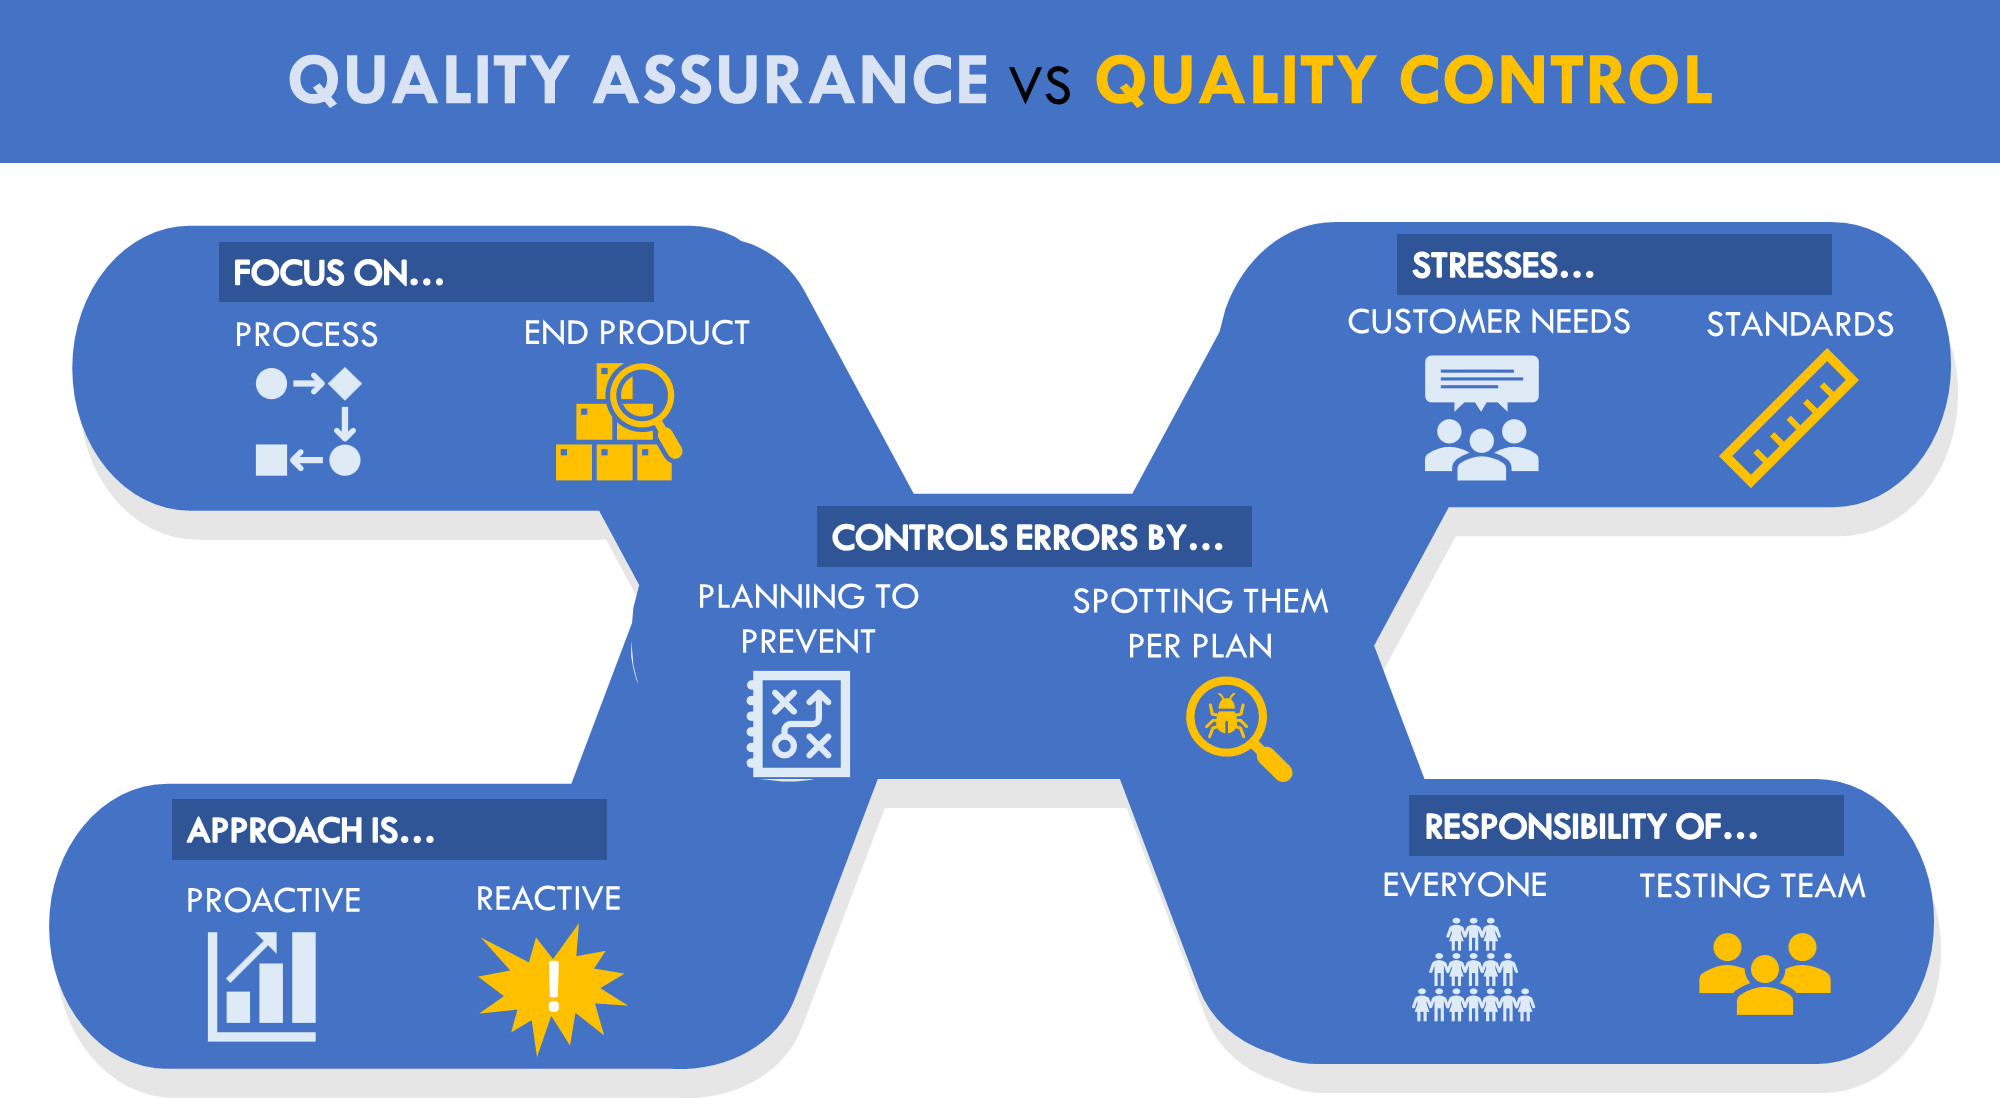 QUALITY ASSURANCE VS QUALITY CONTROL
FOCUS ON...
PROCESS
END PRODUCT
STRESSES...
CUSTOMER NEEDS
STANDARDS
CONTROLS ERRORS BY...
PLANNING TO
PREVENT
SPOTTING THEM
PER PLAN
APPROACH IS...
PROACTIVE
REACTIVE
!
RESPONSIBILITY OF...
EVERYONE
TESTING TEAM